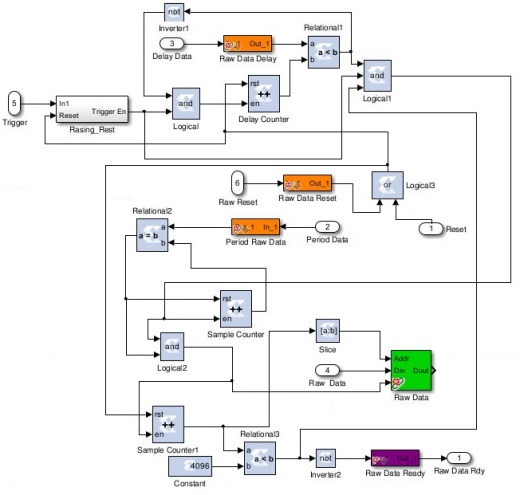 not
Inverter1
Relational1
3
Delay Data
Out_1
Raw Data Delay
a
b
a < b
and
Logical1
rst
en
++
Delay Counter
and
Logical
5
Trigger
In1
Reset
Trigger En
Rasing_Rest
or
Logical3
6
Raw Reset
Out_1
Raw Data Reset
1
Reset
Relational2
a = b
a
b
In_1
Period Raw Data
2
Period Data
rst
en
++
Sample Counter
and
Logical2
[a:b]
Slice
4
Raw Data
Addr
Din
Dout
Raw Data
rst
en
++
Sample Counter1
Relational3
a
b
a < b
4096
Constant
not
Inverter2
Out_1
Raw Data Ready
1
Raw Data Rdy